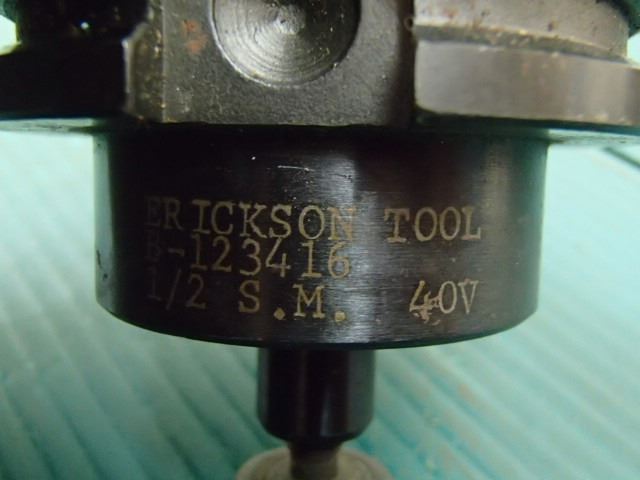 ERICKSON TOOL
B-123416
1/2 S.M. 40V